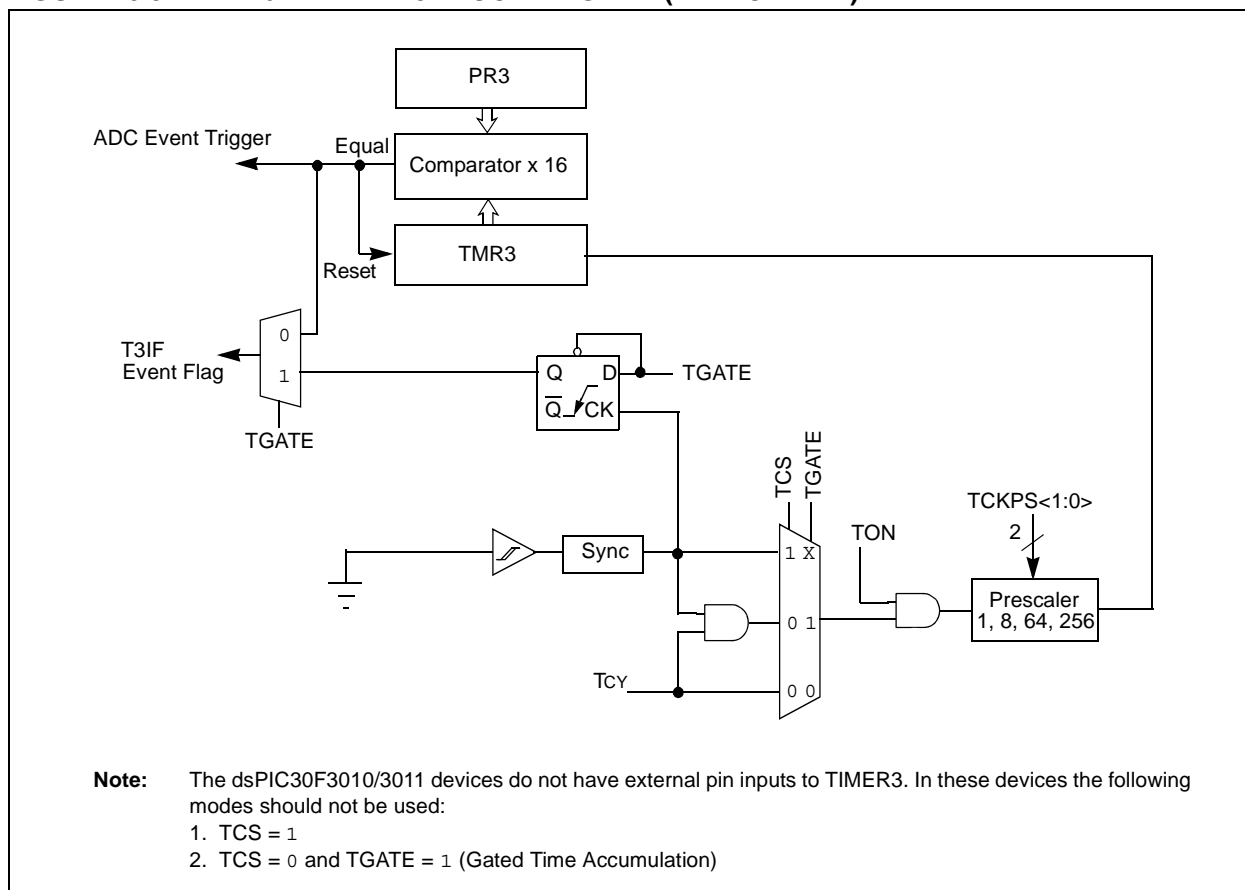 PR3
ADC Event Trigger
Equal
Comparator x 16
TMR3
Reset
0
T3IF
Event Flag
1
TGATE
Q D
Q CK
TGATE
TCS
TGATE
TCKPS<1:0>
2
TON
Sync
1 X
Prescaler
1, 8, 64, 256
0 1
TCY
0 0
Note: The dsPIC30F3010/3011 devices do not have external pin inputs to TIMER3. In these devices the following
modes should not be used:
1. TCS = 1
2. TCS = 0 and TGATE = 1 (Gated Time Accumulation)